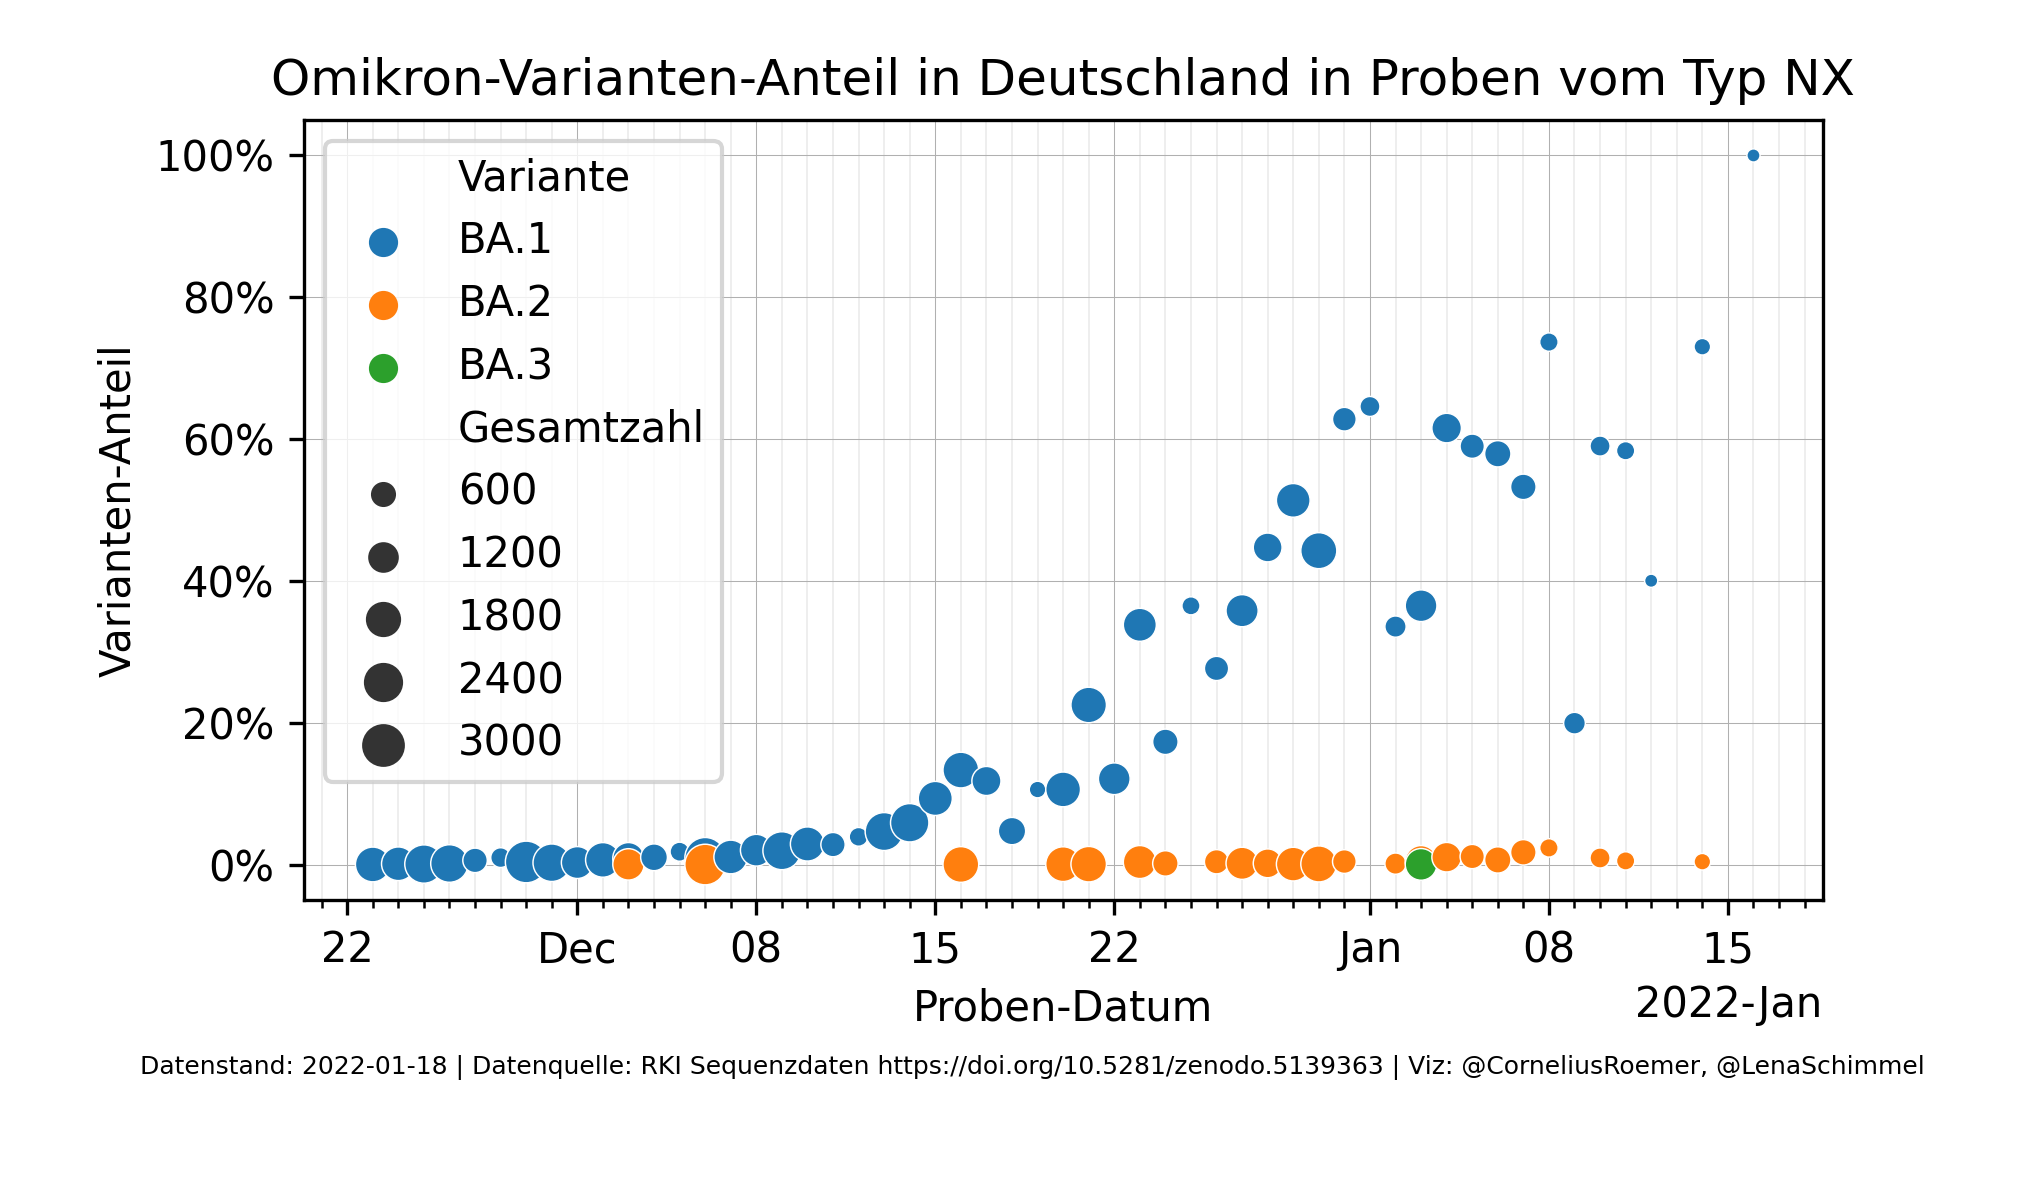 Omikron-Varianten-Anteil in Deutschland in Proben vom Typ NX
Varianten-Anteil
100%
80%
60%
40%
20%
0%
Variante
BA.1
BA.2
BA.3
Gesamtzahl
600
1200
1800
2400
3000
22 Dec 08 15 22 Jan 08 15
Proben-Datum
2022-Jan
Datenstand: 2022-01-18 | Datenquelle: RKI Sequenzdaten https://doi.org/10.5281/zenodo.5139363 | Viz: @CorneliusRoemer, @LenaSchimmel